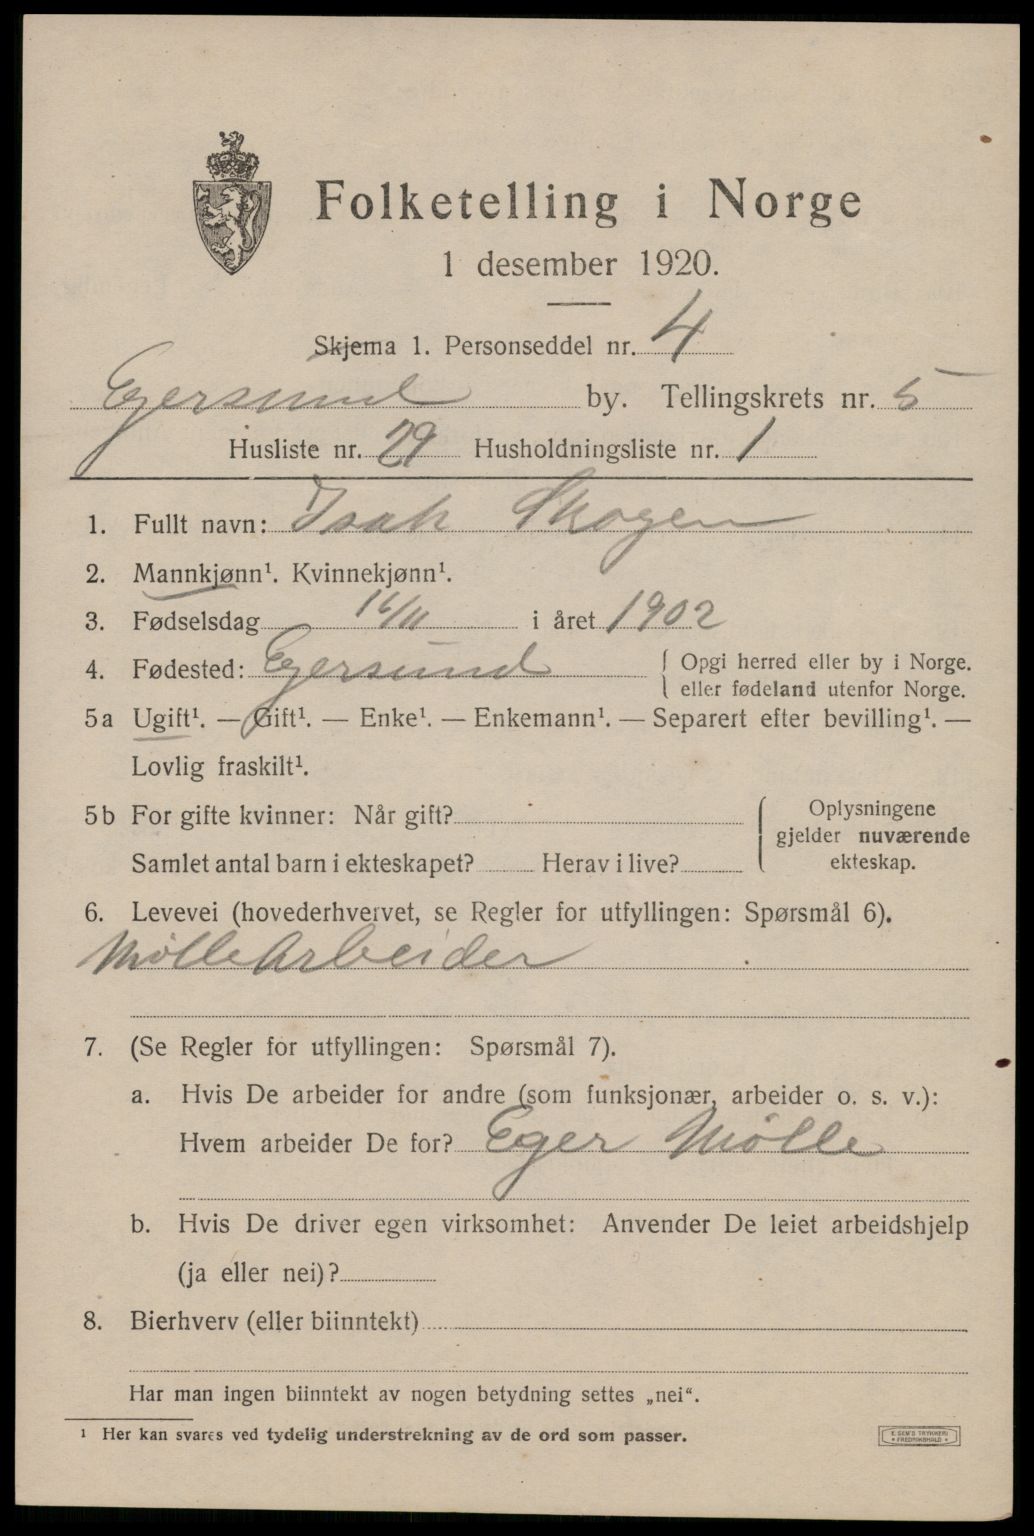 Folketelling i Norge
1 desember 1920.
Skjema 1. Personseddel nr. 4
Egersund by. Tellingskrets nr. 5
Husliste nr. 29 Husholdningsliste nr. 1
1. Fullt navn: Isak Skogen
2. Mannkjønn¹. Kvinnekjønn¹.
3. Fødselsdag 16/11 i året 1902
4. Fødested: Egersund { Opgi herred eller by i Norge.
eller fødeland utenfor Norge.
5a Ugift¹. — Gift¹. — Enke¹. — Enkemann¹. — Separert efter bevilling¹. —
Lovlig fraskilt¹.
5b For gifte kvinner: Når gift?
Samlet antal barn i ekteskapet? Herav i live?
Oplysningene
gjelder nuværende
ekteskap.
6. Levevei (hovederhvervet, se Regler for utfyllingen: Spørsmål 6).
MølleArbeider
7. (Se Regler for utfyllingen: Spørsmål 7).
a. Hvis De arbeider for andre (som funksjonær, arbeider o. s. v.):
Hvem arbeider De for? Eger Mølle
b. Hvis De driver egen virksomhet: Anvender De leiet arbeidshjelp
(ja eller nei)?
8. Bierhverv (eller biinntekt)
Har man ingen biinntekt av nogen betydning settes „nei“.
¹ Her kan svares ved tydelig understrekning av de ord som passer.
E. SEM'S TRYKKERI
• FREDRIKSHALD •